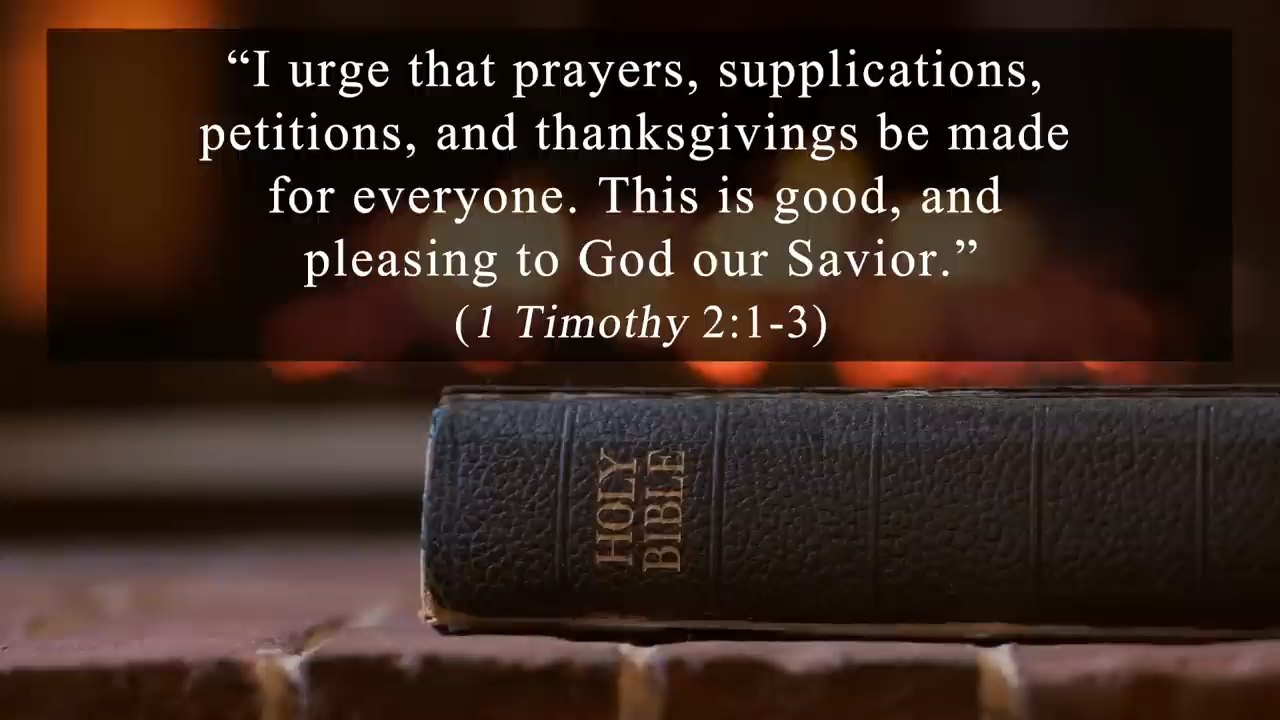 “I urge that prayers, supplications,
petitions, and thanksgivings be made
for everyone. This is good, and
pleasing to God our Savior.”
(1 Timothy 2:1-3)
HOLY
BIBLE